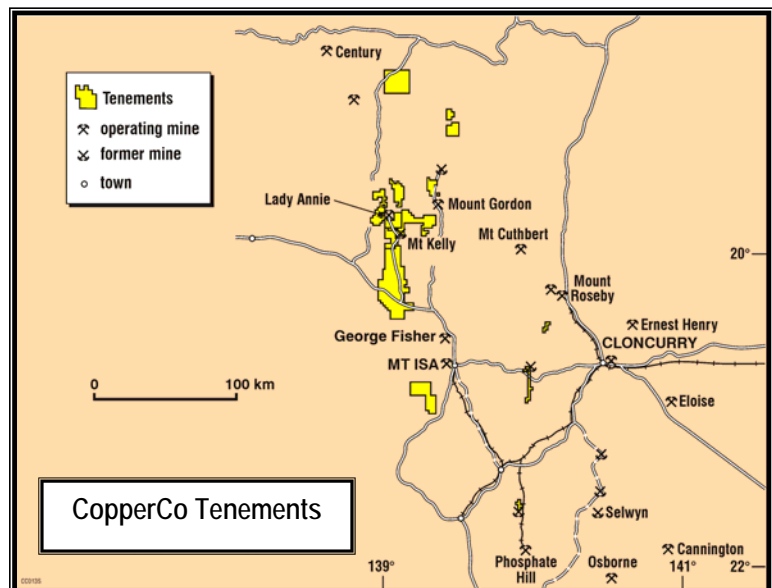 Century
Tenements
operating mine
former mine
town
Lady Annie
Mount Gordon
Mt Kelly
Mt Cuthbert
20°
Mount
Roseby
George Fisher
Ernest Henry
CLONCURRY
MT ISA
0
100 km
Eloise
CopperCo Tenements
Selwyn
Phosphate
Hill
Osborne
Cannington
139°
141°
22°